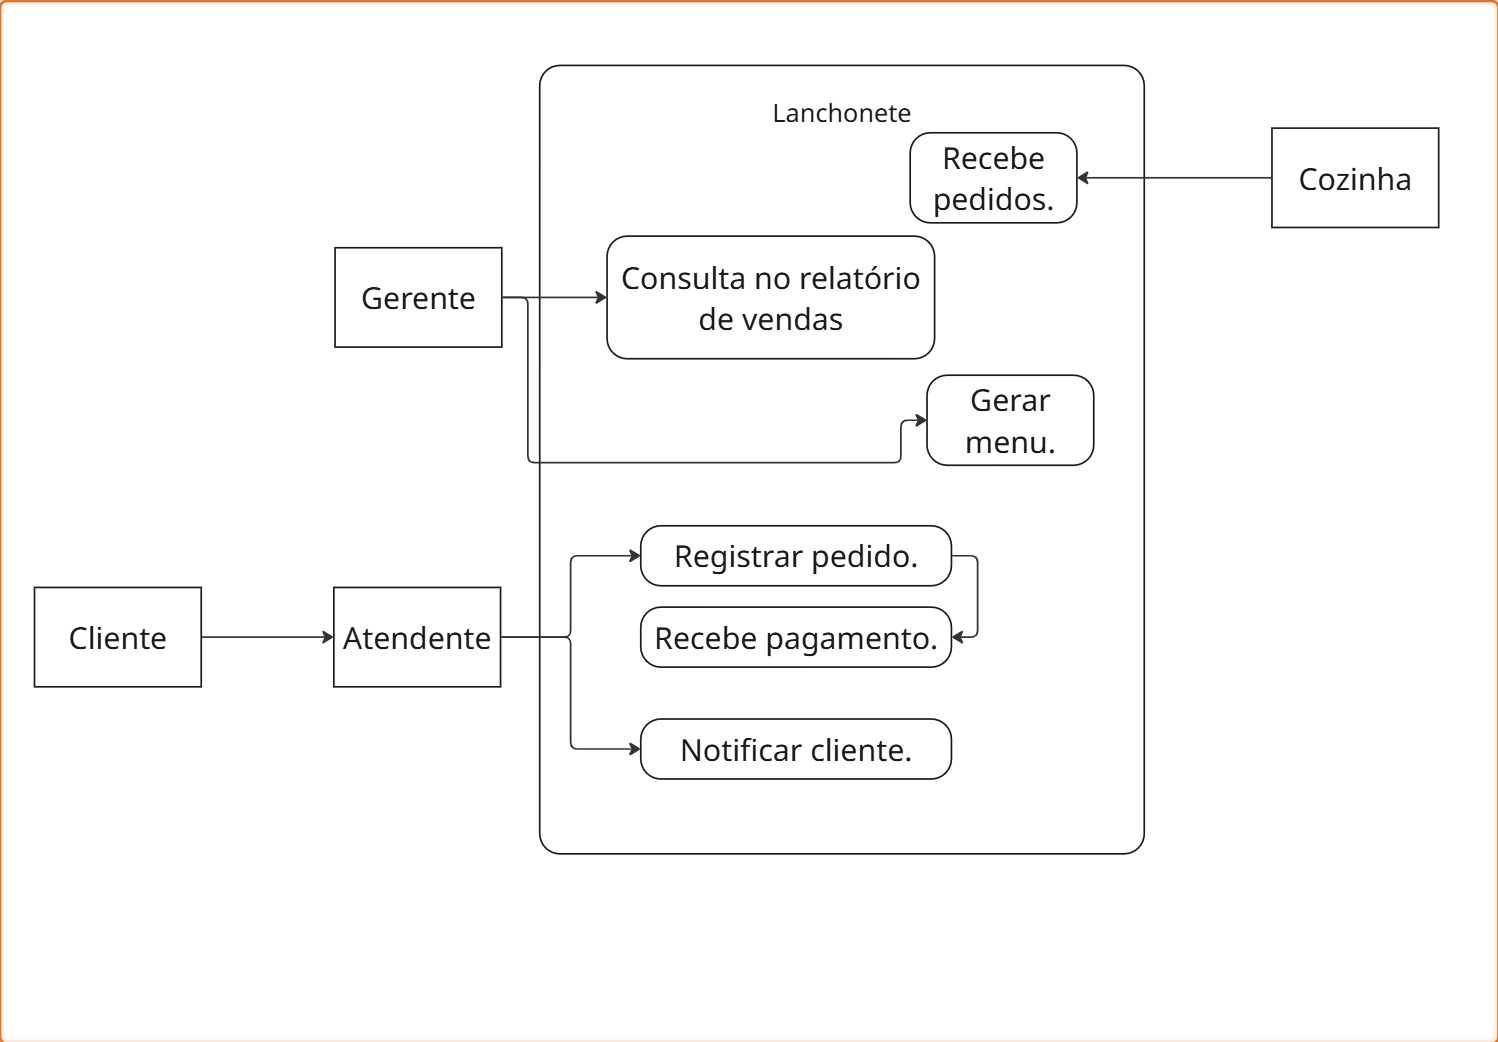 Lanchonete
Recebe
pedidos.
Cozinha
Gerente
Consulta no relatório
de vendas
Gerar
menu.
Registrar pedido.
Cliente
Atendente
Recebe pagamento.
Notificar cliente.